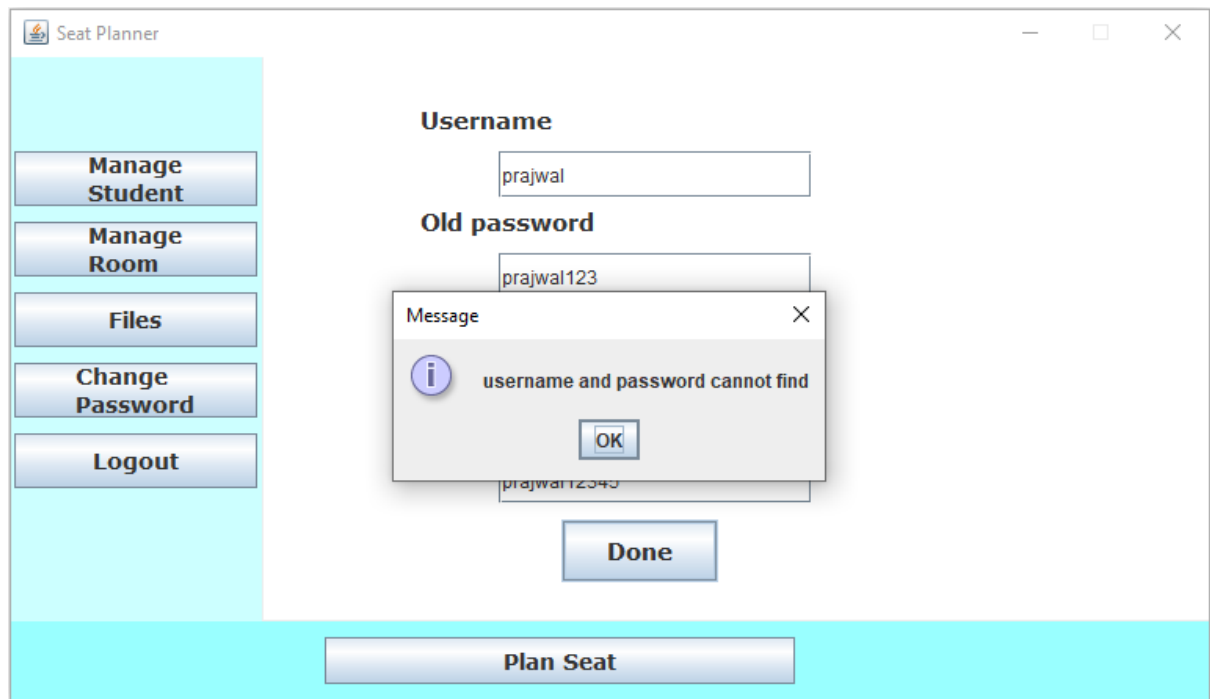 Seat Planner
Username
Manage
Student
prajwal
Old password
Manage
Room
prajwal123
Message
Files
username and password cannot find
Change
Password
OK
Logout
prajwal12345
Done
Plan Seat